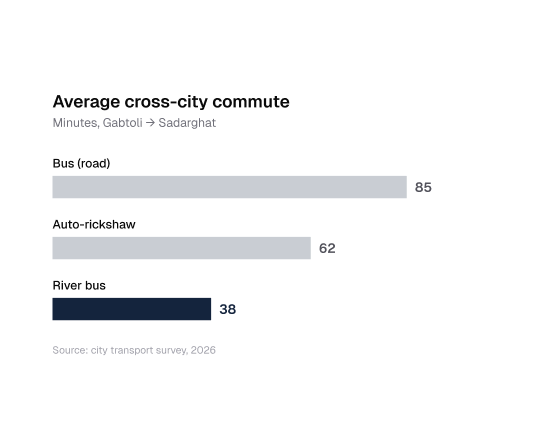 Average cross-city commute
Minutes, Gabtoli → Sadarghat
Bus (road)
85
Auto-rickshaw
62
River bus
38
Source: city transport survey, 2026